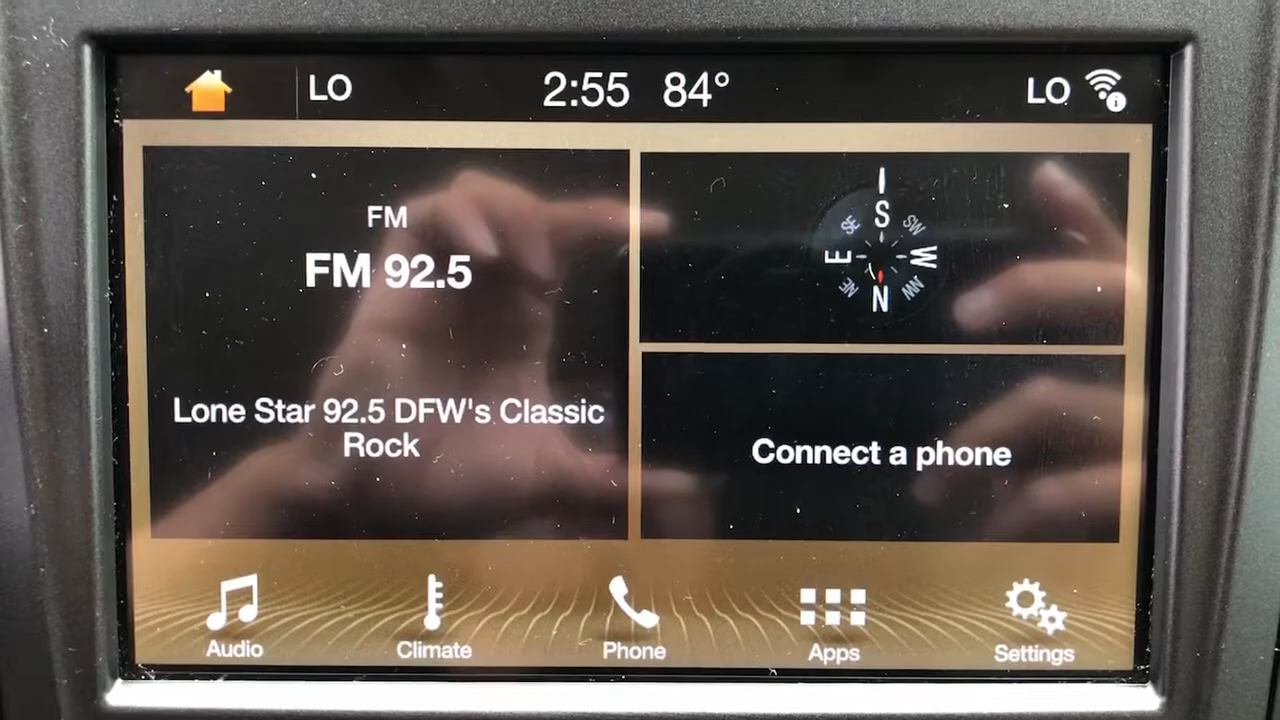 LO 2:55 84° LO
FM
FM 92.5
Lone Star 92.5 DFW's Classic
Rock
S
SE SW
E W
NE NW
N
Connect a phone
Audio Climate Phone Apps Settings